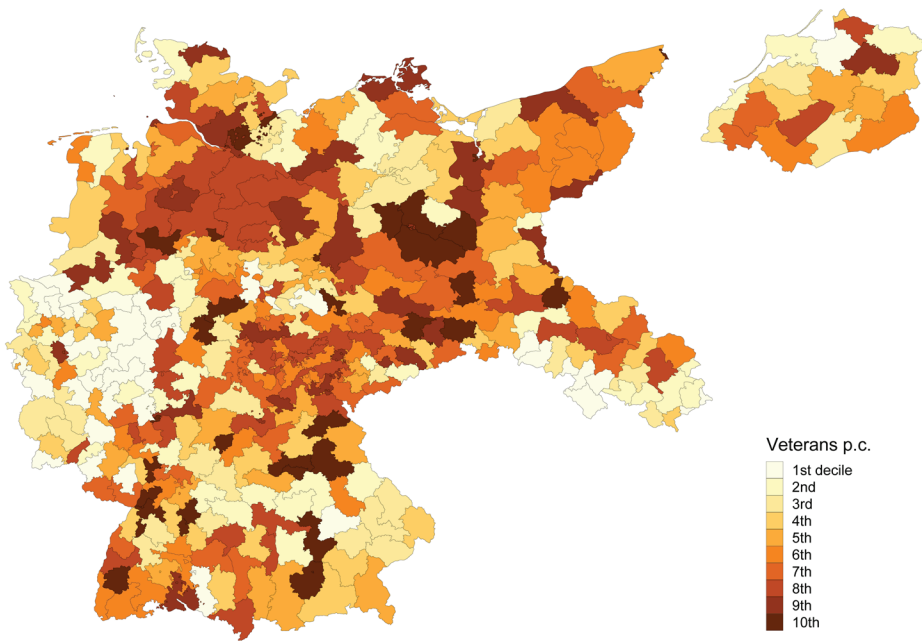 Veterans p.c.
1st decile
2nd
3rd
4th
5th
6th
7th
8th
9th
10th